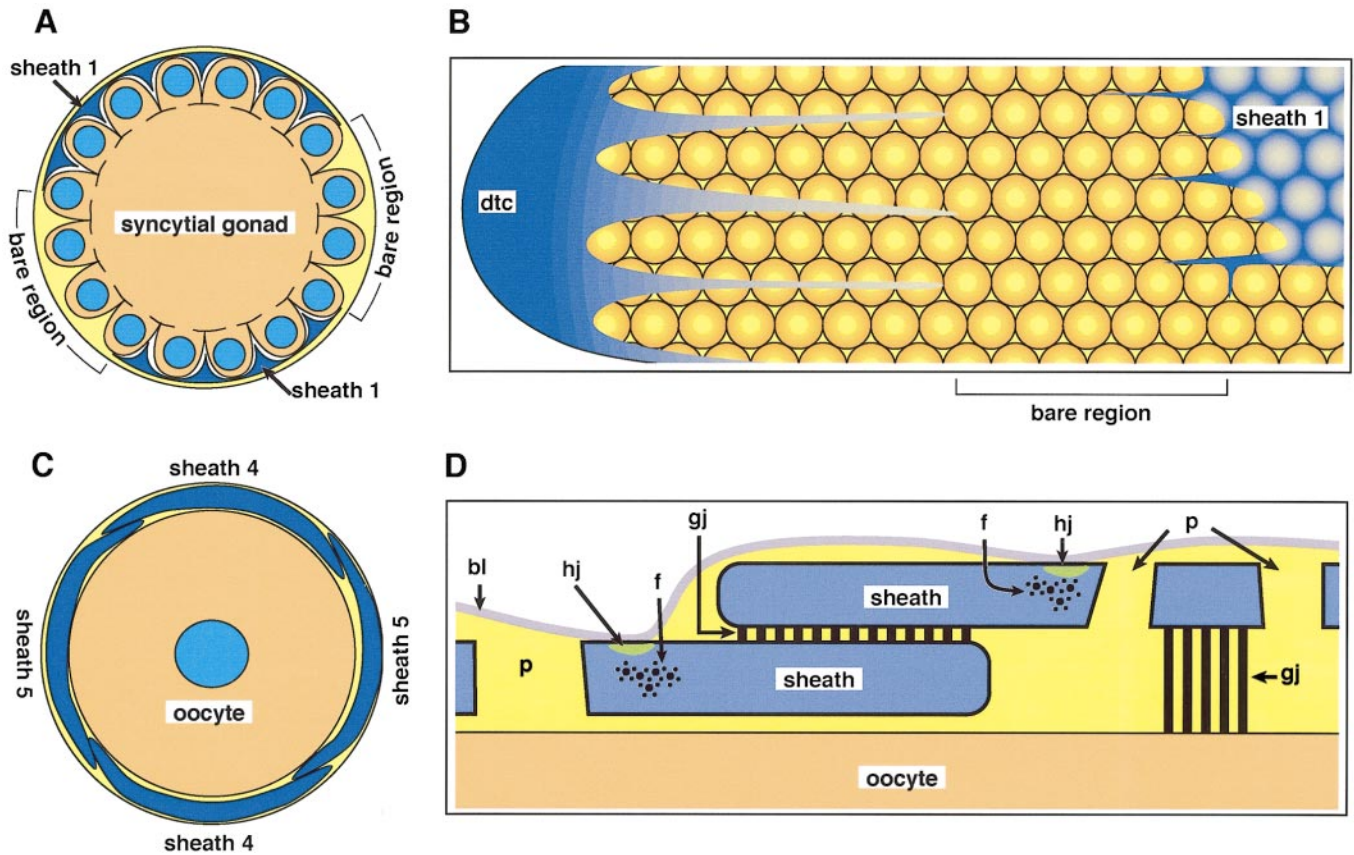 A
sheath 1
syncytial gonad
bare region
bare region
sheath 1
B
dtc
sheath 1
bare region
C
sheath 4
sheath 5
sheath 5
oocyte
sheath 4
D
gj
f
hj
p
bl
hj
f
sheath
p
sheath
gj
oocyte